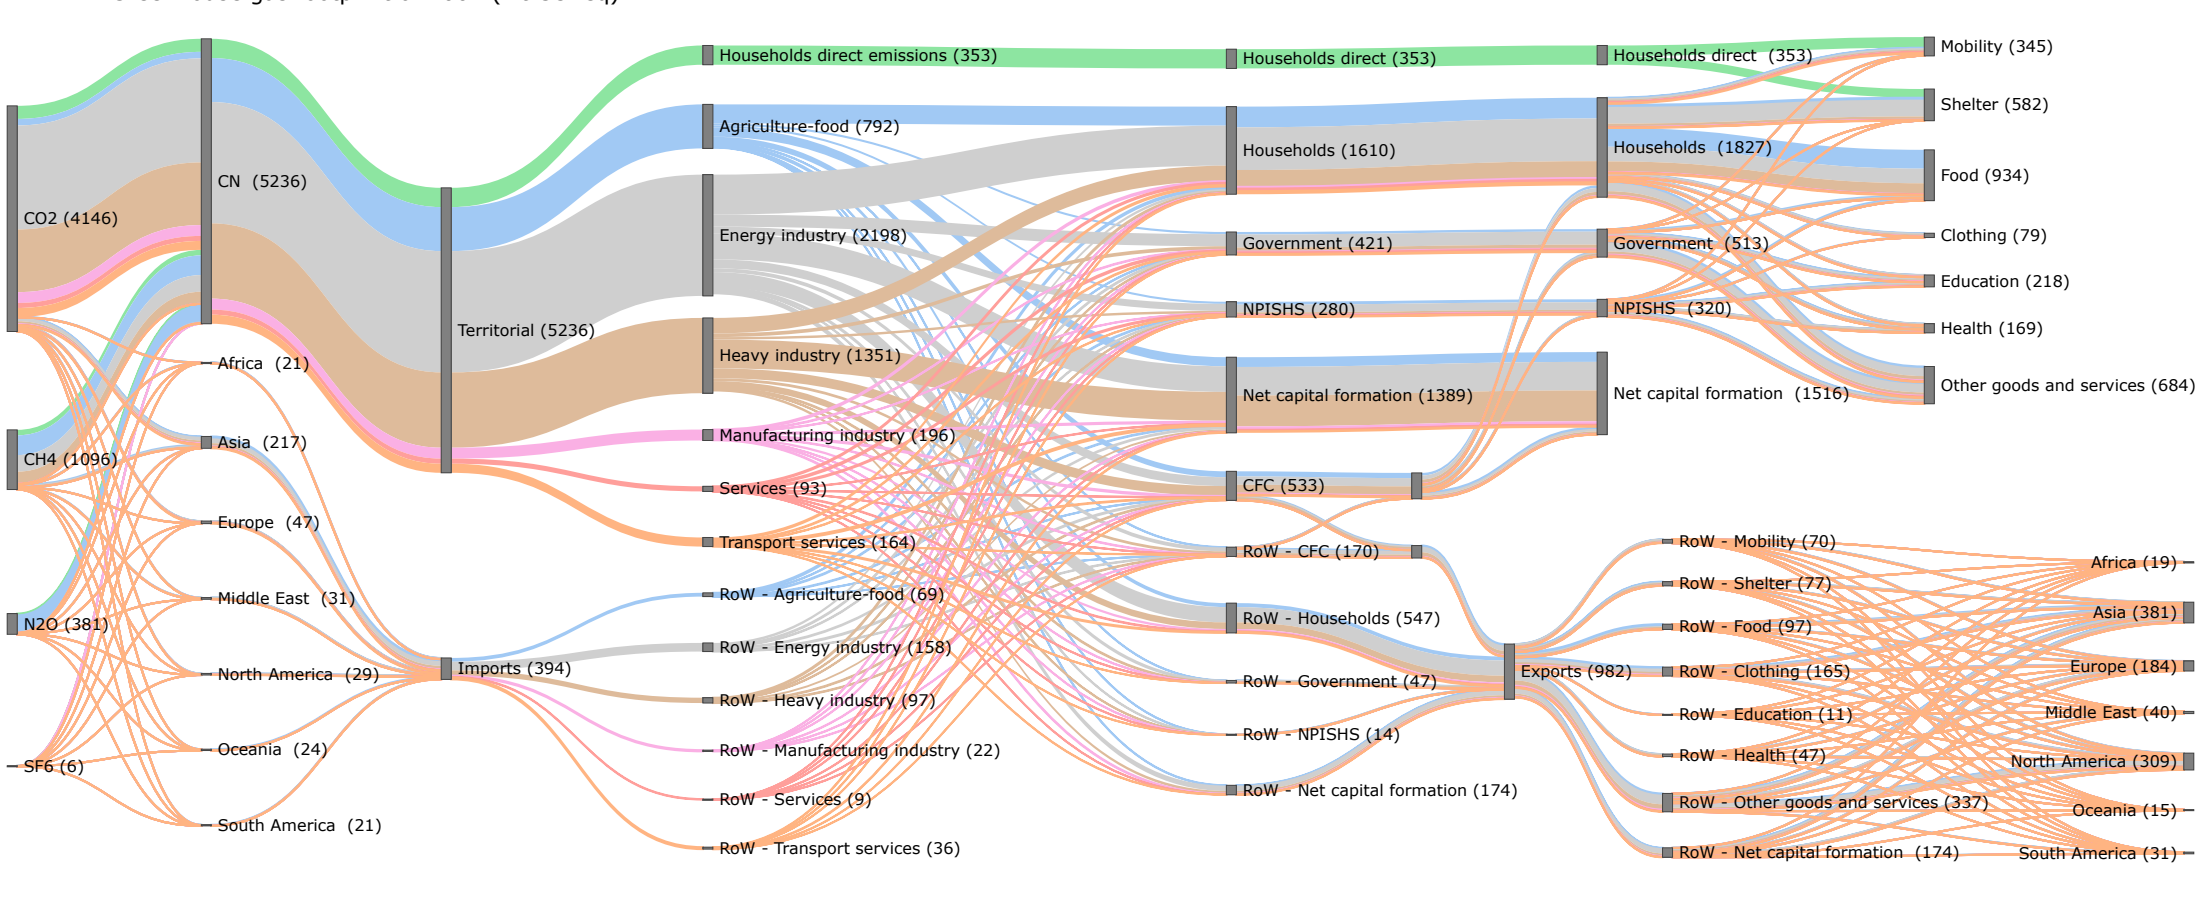 CO2 (4146)
CH4 (1096)
N2O (381)
SF6 (6)
CN (5236)
Africa (21)
Asia (217)
Europe (47)
Middle East (31)
North America (29)
Oceania (24)
South America (21)
Territorial (5236)
Imports (394)
Households direct emissions (353)
Agriculture-food (792)
Energy industry (2198)
Heavy industry (1351)
Manufacturing industry (196)
Services (93)
Transport services (164)
RoW - Agriculture-food (69)
RoW - Energy industry (158)
RoW - Heavy industry (97)
RoW - Manufacturing industry (22)
RoW - Services (9)
RoW - Transport services (36)
Households direct (353)
Households (1610)
Government (421)
NPISHS (280)
Net capital formation (1389)
CFC (533)
RoW - CFC (170)
RoW - Households (547)
RoW - Government (47)
RoW - NPISHS (14)
RoW - Net capital formation (174)
Exports (982)
Households direct (353)
Households (1827)
Government (513)
NPISHS (320)
Net capital formation (1516)
RoW - Mobility (70)
RoW - Shelter (77)
RoW - Food (97)
RoW - Clothing (165)
RoW - Education (11)
RoW - Health (47)
RoW - Other goods and services (337)
RoW - Net capital formation (174)
Mobility (345)
Shelter (582)
Food (934)
Clothing (79)
Education (218)
Health (169)
Other goods and services (684)
Africa (19)
Asia (381)
Europe (184)
Middle East (40)
North America (309)
Oceania (15)
South America (31)